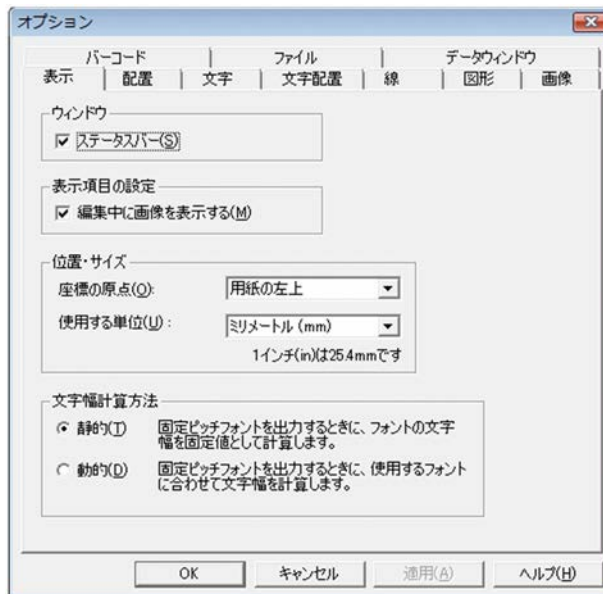 オプション
バーコード ファイル データウィンドウ
表示 配置 文字 文字配置 線 図形 画像
ウィンドウ
ステータスバー(S)
表示項目の設定
編集中に画像を表示する(M)
位置・サイズ
座標の原点(O): 用紙の左上
使用する単位(U): ミリメートル (mm)
1インチ(in)は25.4mmです
文字幅計算方法
静的(T) 固定ピッチフォントを出力するときに、フォントの文字
幅を固定値として計算します。
動的(D) 固定ピッチフォントを出力するときに、使用するフォント
に合わせて文字幅を計算します。
OK キャンセル 適用(A) ヘルプ(H)